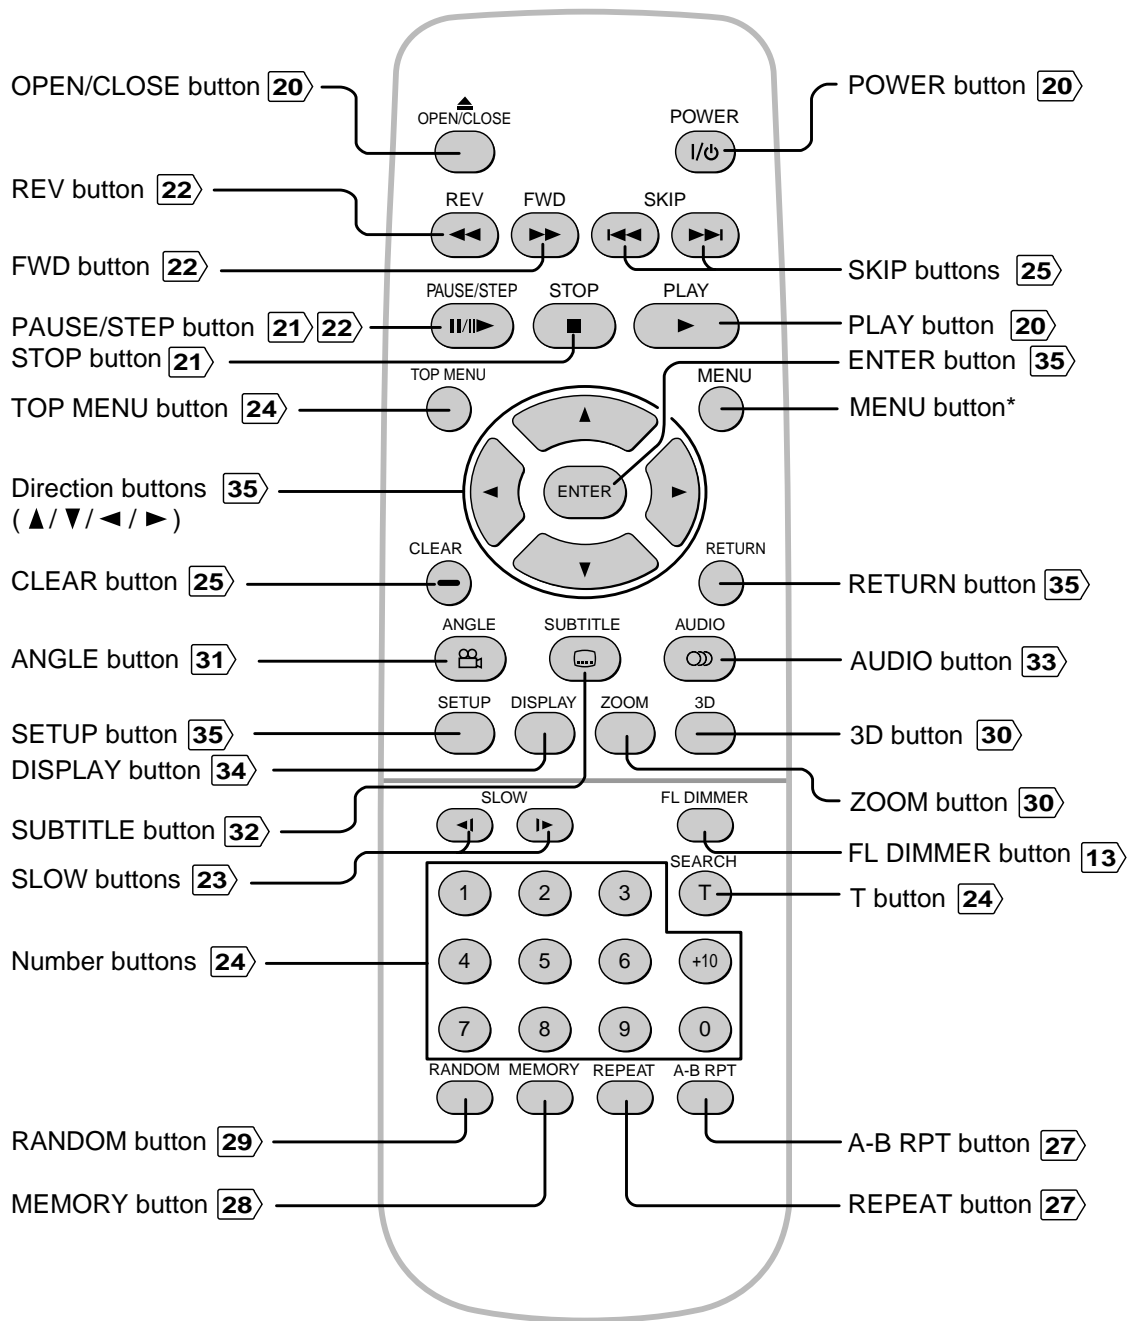 OPEN/CLOSE button 20
POWER button 20
OPEN/CLOSE
POWER
I/
REV button 22
REV FWD SKIP
FWD button 22
SKIP buttons 25
PAUSE/STEP STOP PLAY
PAUSE/STEP button 21 22
PLAY button 20
STOP button 21
ENTER button 35
TOP MENU
MENU
TOP MENU button 24
MENU button*
Direction buttons 35
(▲/▼/◄/►)
ENTER
CLEAR
RETURN
CLEAR button 25
RETURN button 35
ANGLE SUBTITLE AUDIO
ANGLE button 31
AUDIO button 33
SETUP DISPLAY ZOOM 3D
SETUP button 35
3D button 30
DISPLAY button 34
SLOW
FL DIMMER
ZOOM button 30
SUBTITLE button 32
FL DIMMER button 13
SEARCH
SLOW buttons 23
1 2 3 T
T button 24
Number buttons 24
4 5 6 +10
7 8 9 0
RANDOM MEMORY REPEAT A-B RPT
RANDOM button 29
A-B RPT button 27
MEMORY button 28
REPEAT button 27